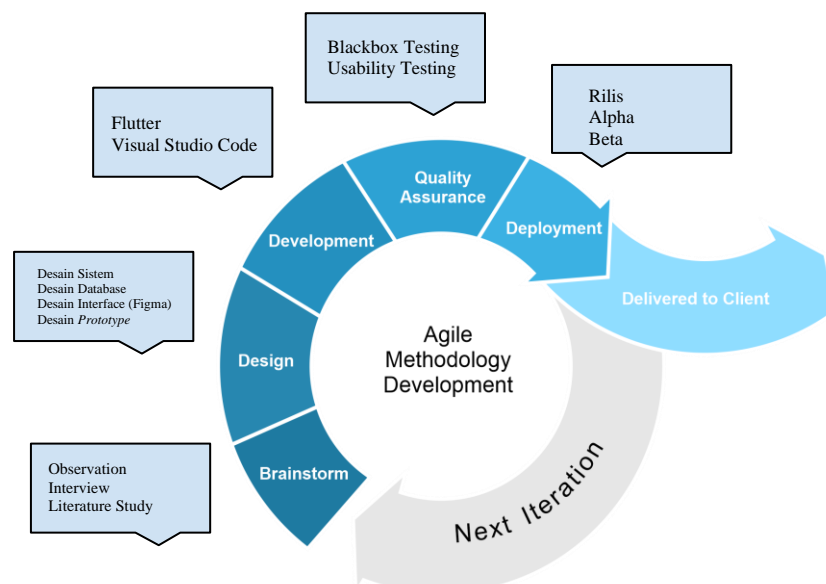 Blackbox Testing
Usability Testing
Rilis
Alpha
Beta
Flutter
Visual Studio Code
Quality
Assurance
Deployment
Development
Desain Sistem
Desain Database
Desain Interface (Figma)
Desain Prototype
Delivered to Client
Agile
Methodology
Development
Design
Observation
Interview
Literature Study
Brainstorm
Next Iteration